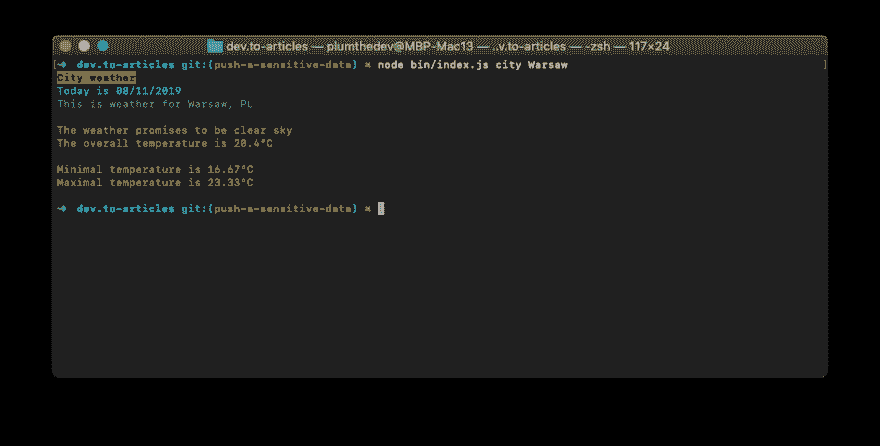 dev.to-articles — plumthedev@MBP-Mac13 — ..v.to-articles — -zsh — 117×24
[➜ dev.to-articles git:(push-a-sensitive-data) ✗ node bin/index.js city Warsaw ]
City weather
Today is 08/11/2019
This is weather for Warsaw, PL
The weather promises to be clear sky
The overall temperature is 20.4°C
Minimal temperature is 16.67°C
Maximal temperature is 23.33°C
➜ dev.to-articles git:(push-a-sensitive-data) ✗